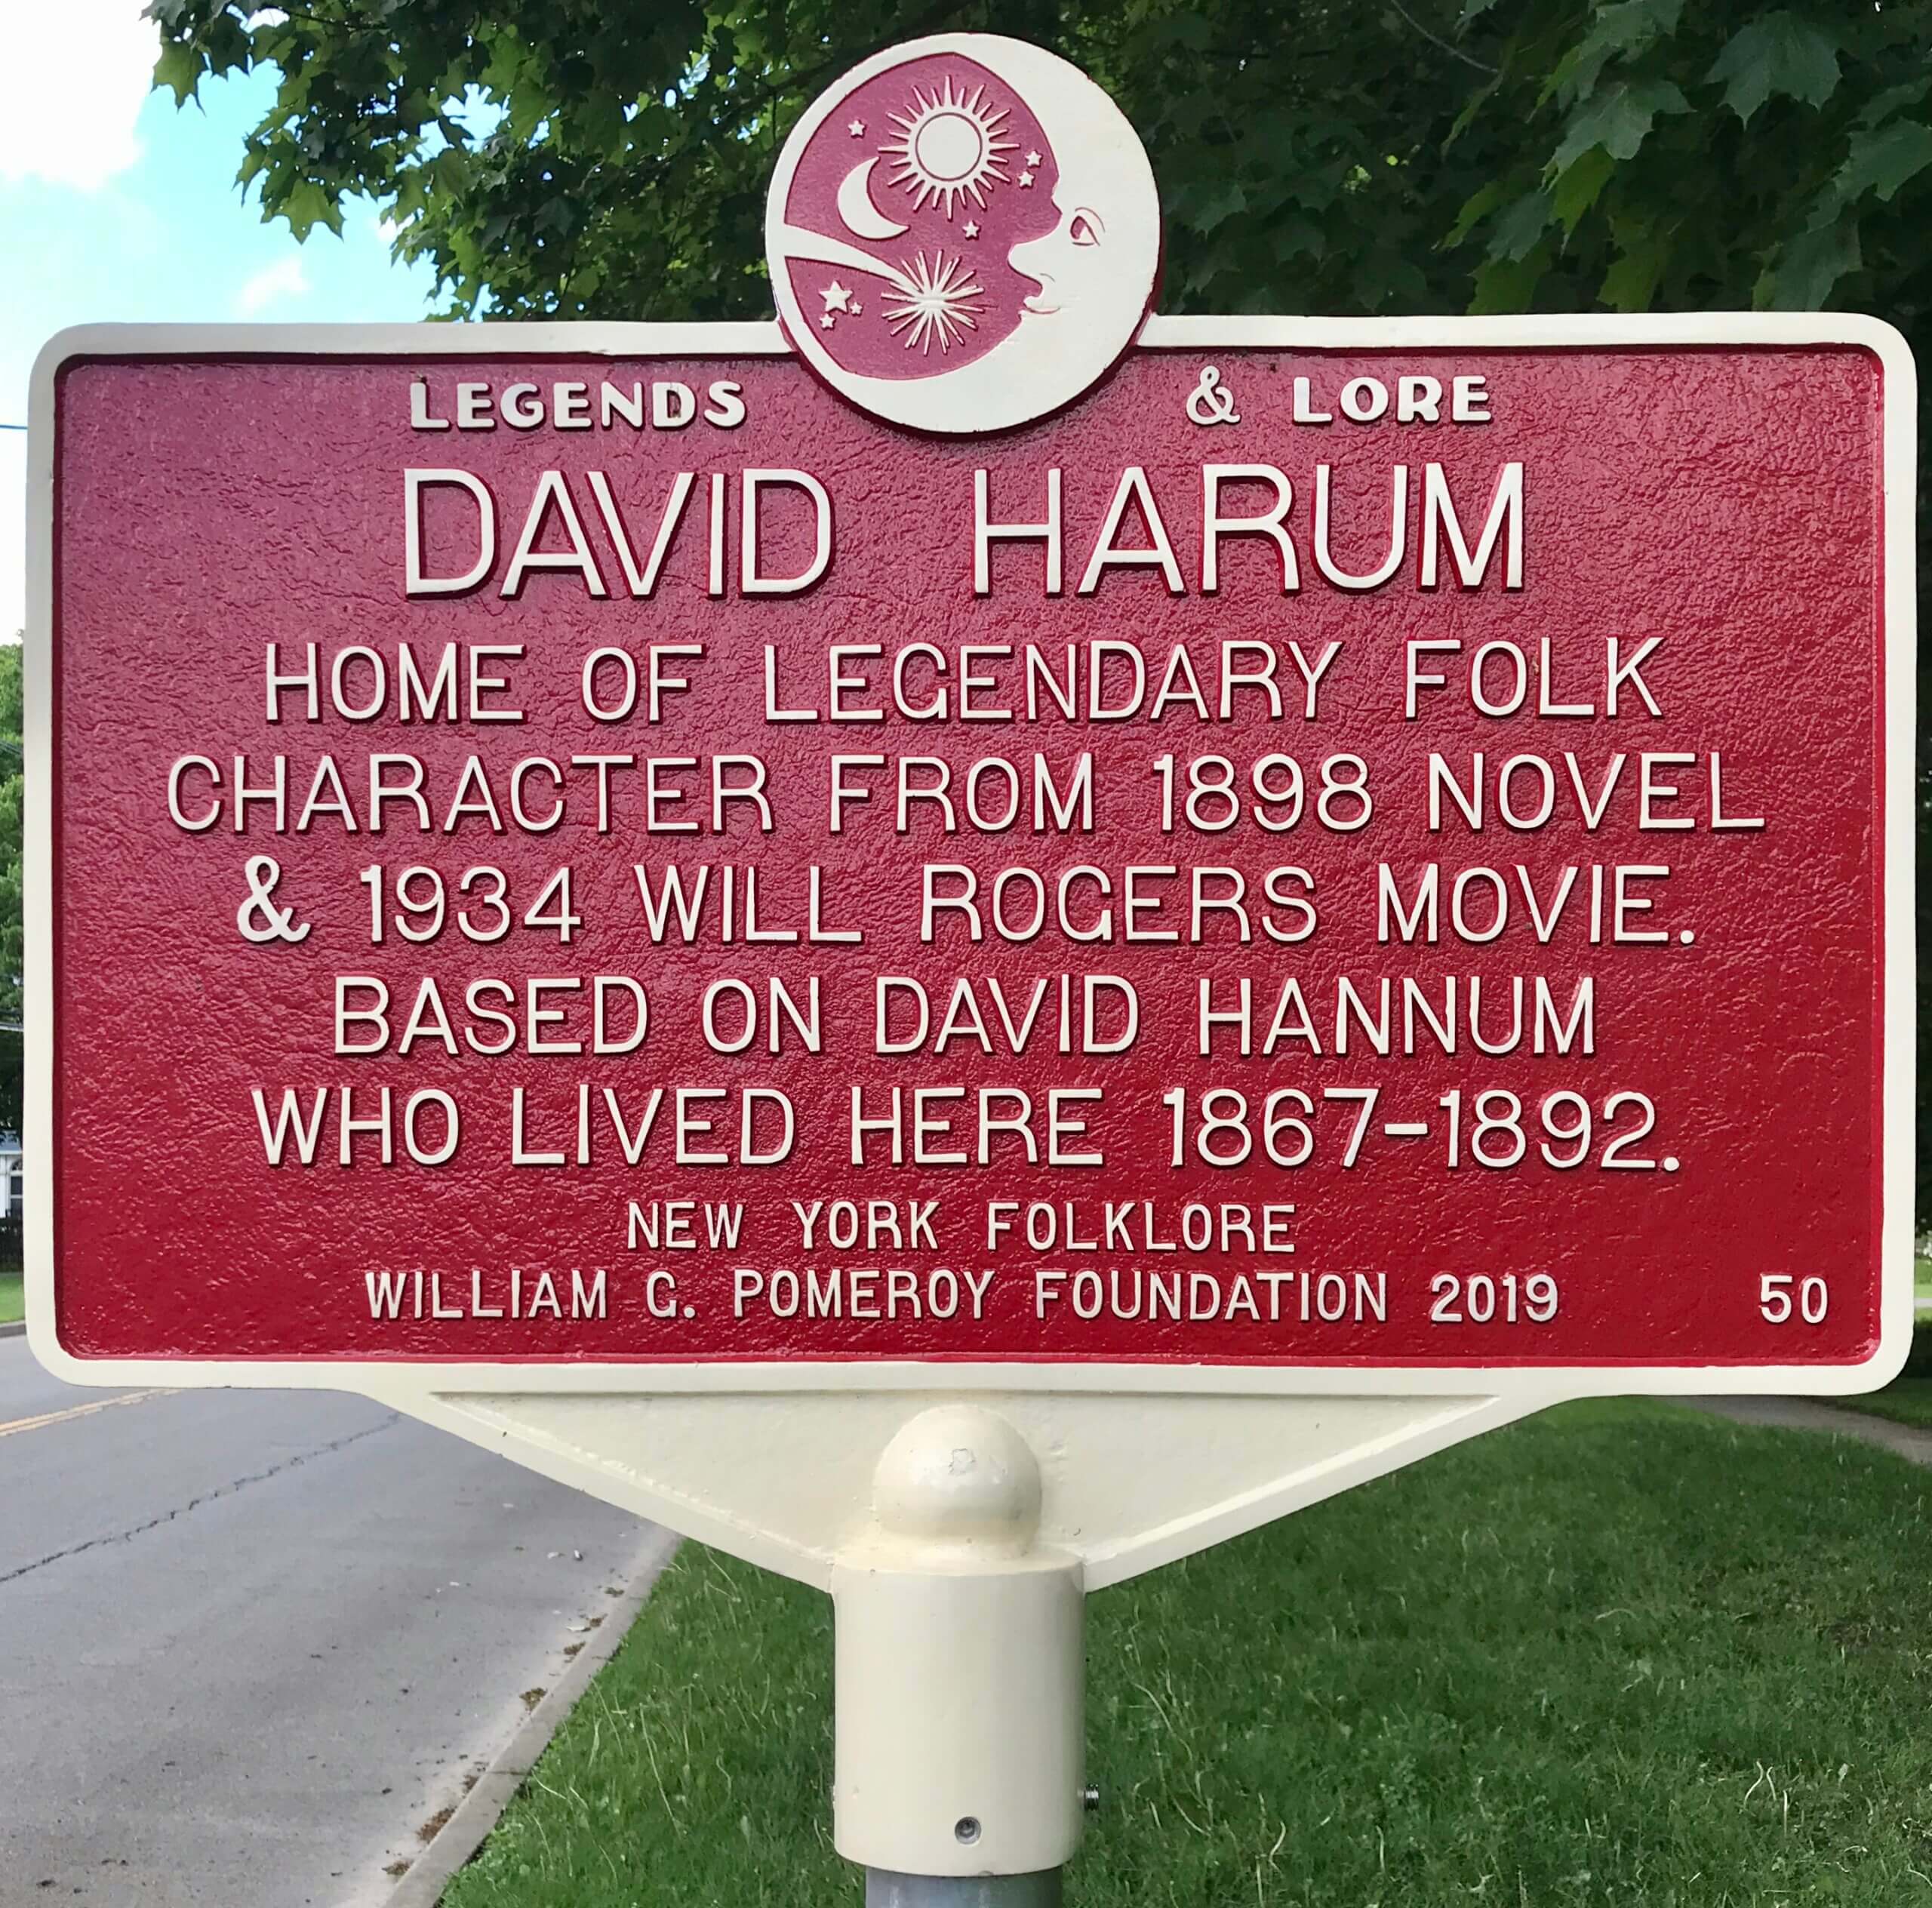 LEGENDS & LORE
DAVID HARUM
HOME OF LEGENDARY FOLK
CHARACTER FROM 1898 NOVEL
& 1934 WILL ROGERS MOVIE.
BASED ON DAVID HANNUM
WHO LIVED HERE 1867-1892.
NEW YORK FOLKLORE
WILLIAM G. POMEROY FOUNDATION 2019 50